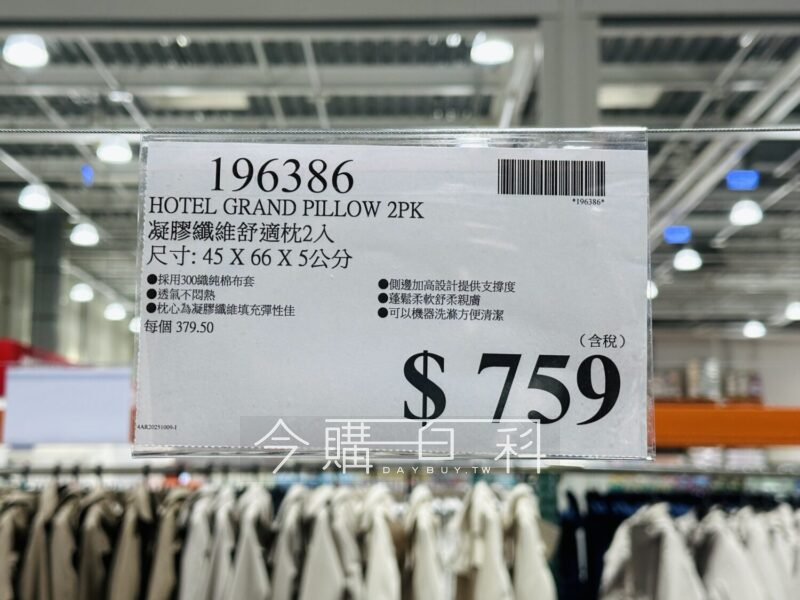 196386
*196386*
HOTEL GRAND PILLOW 2PK
凝膠纖維舒適枕2入
尺寸: 45 X 66 X 5公分
●採用300織純棉布套
●透氣不悶熱
●枕心為凝膠纖維填充彈性佳
每個 379.50
●側邊加高設計提供支撐度
●蓬鬆柔軟舒柔親膚
●可以機器洗滌方便清潔
(含稅)
$ 759
4AR20251009-1
今購百科
DAYBUY.TW